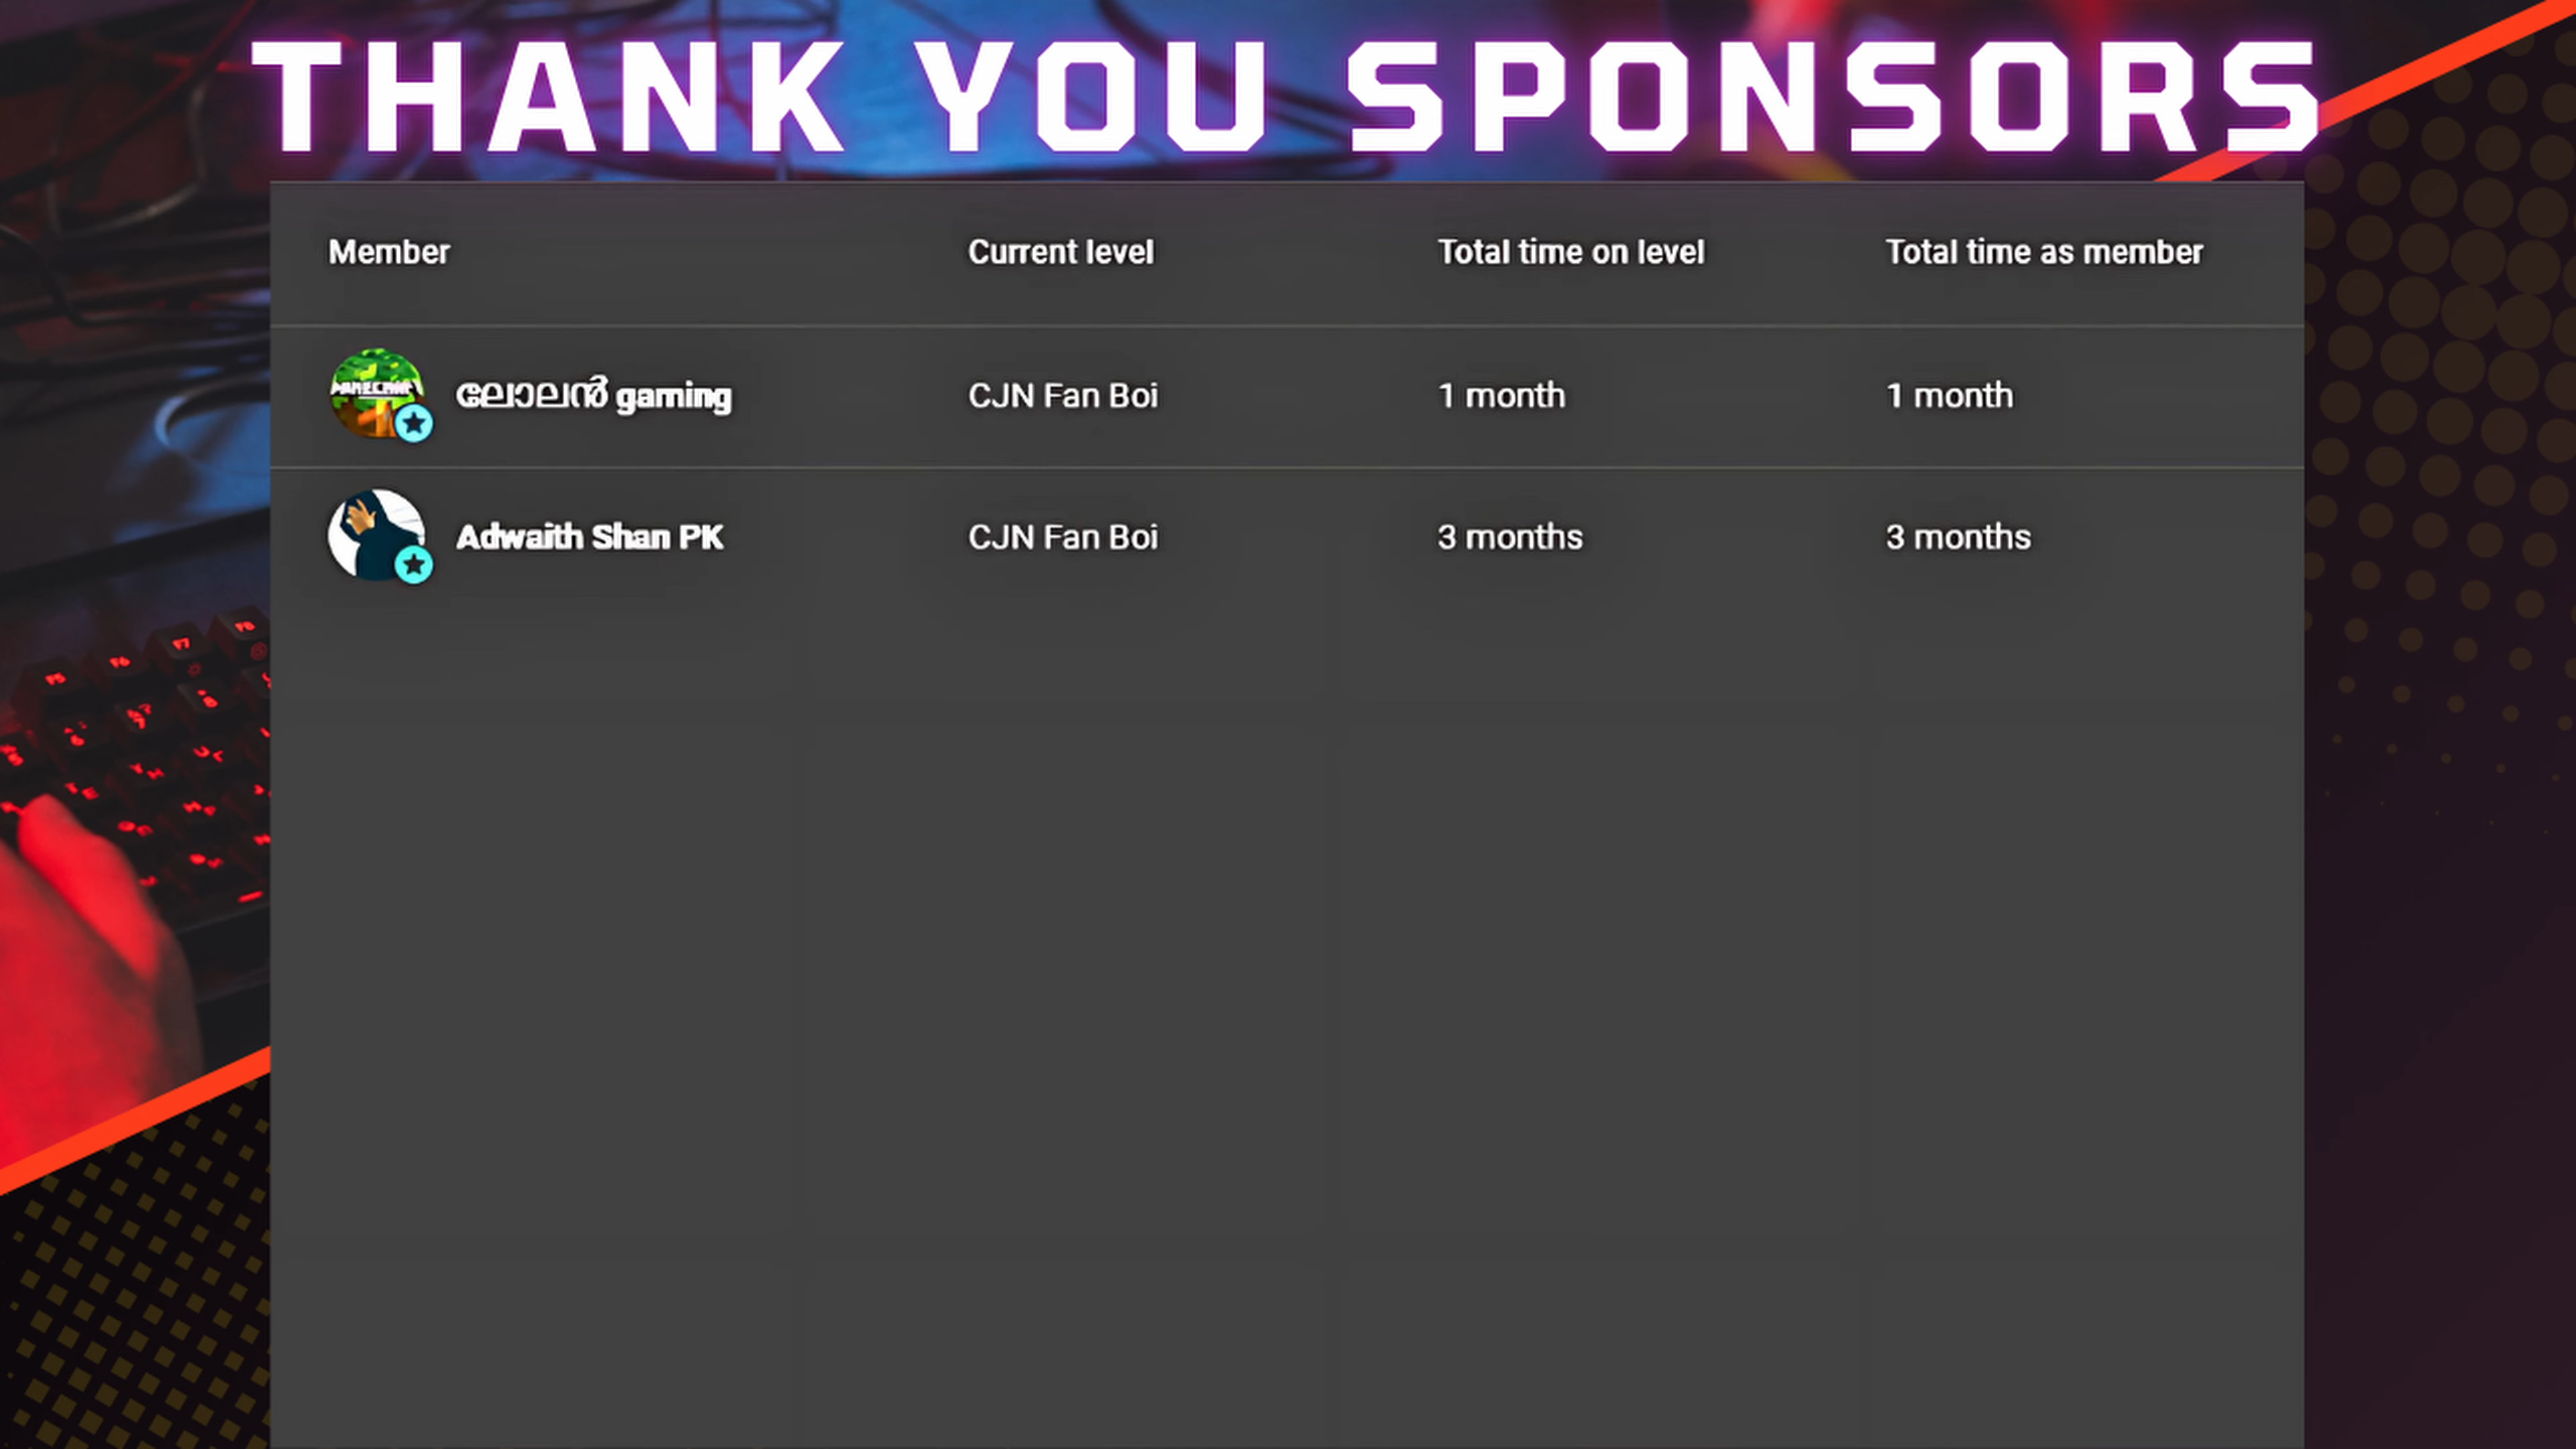 THANK YOU SPONSORS
Member Current level Total time on level Total time as member
ലോലൻ gaming CJN Fan Boi 1 month 1 month
Adwaith Shan PK CJN Fan Boi 3 months 3 months